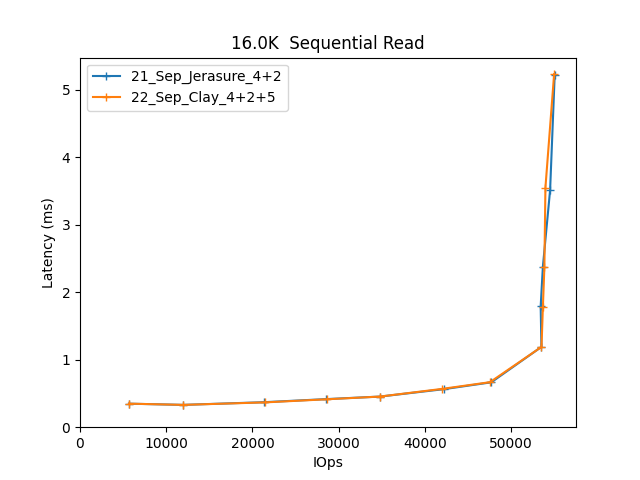 16.0K  Sequential Read
21_Sep_Jerasure_4+2
22_Sep_Clay_4+2+5
Latency (ms)
5
4
3
2
1
0
0 10000 20000 30000 40000 50000
IOps